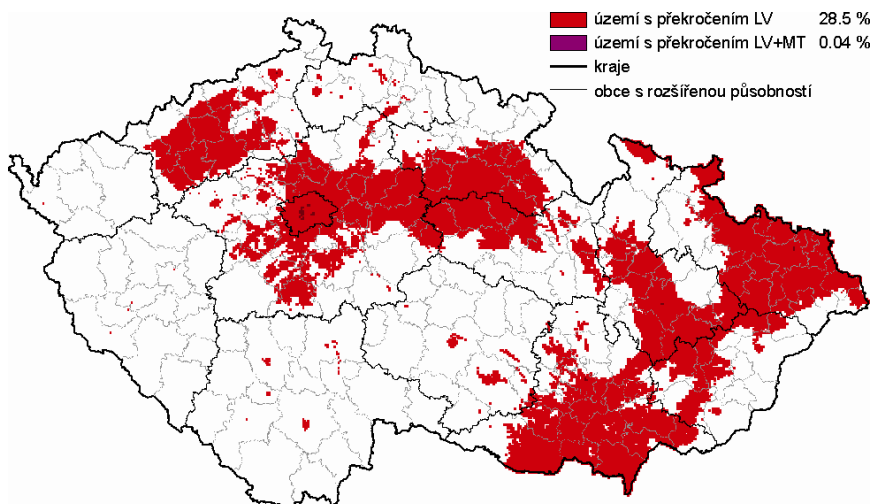 území s překročením LV 28.5 %
území s překročením LV+MT 0.04 %
kraje
obce s rozšířenou působností